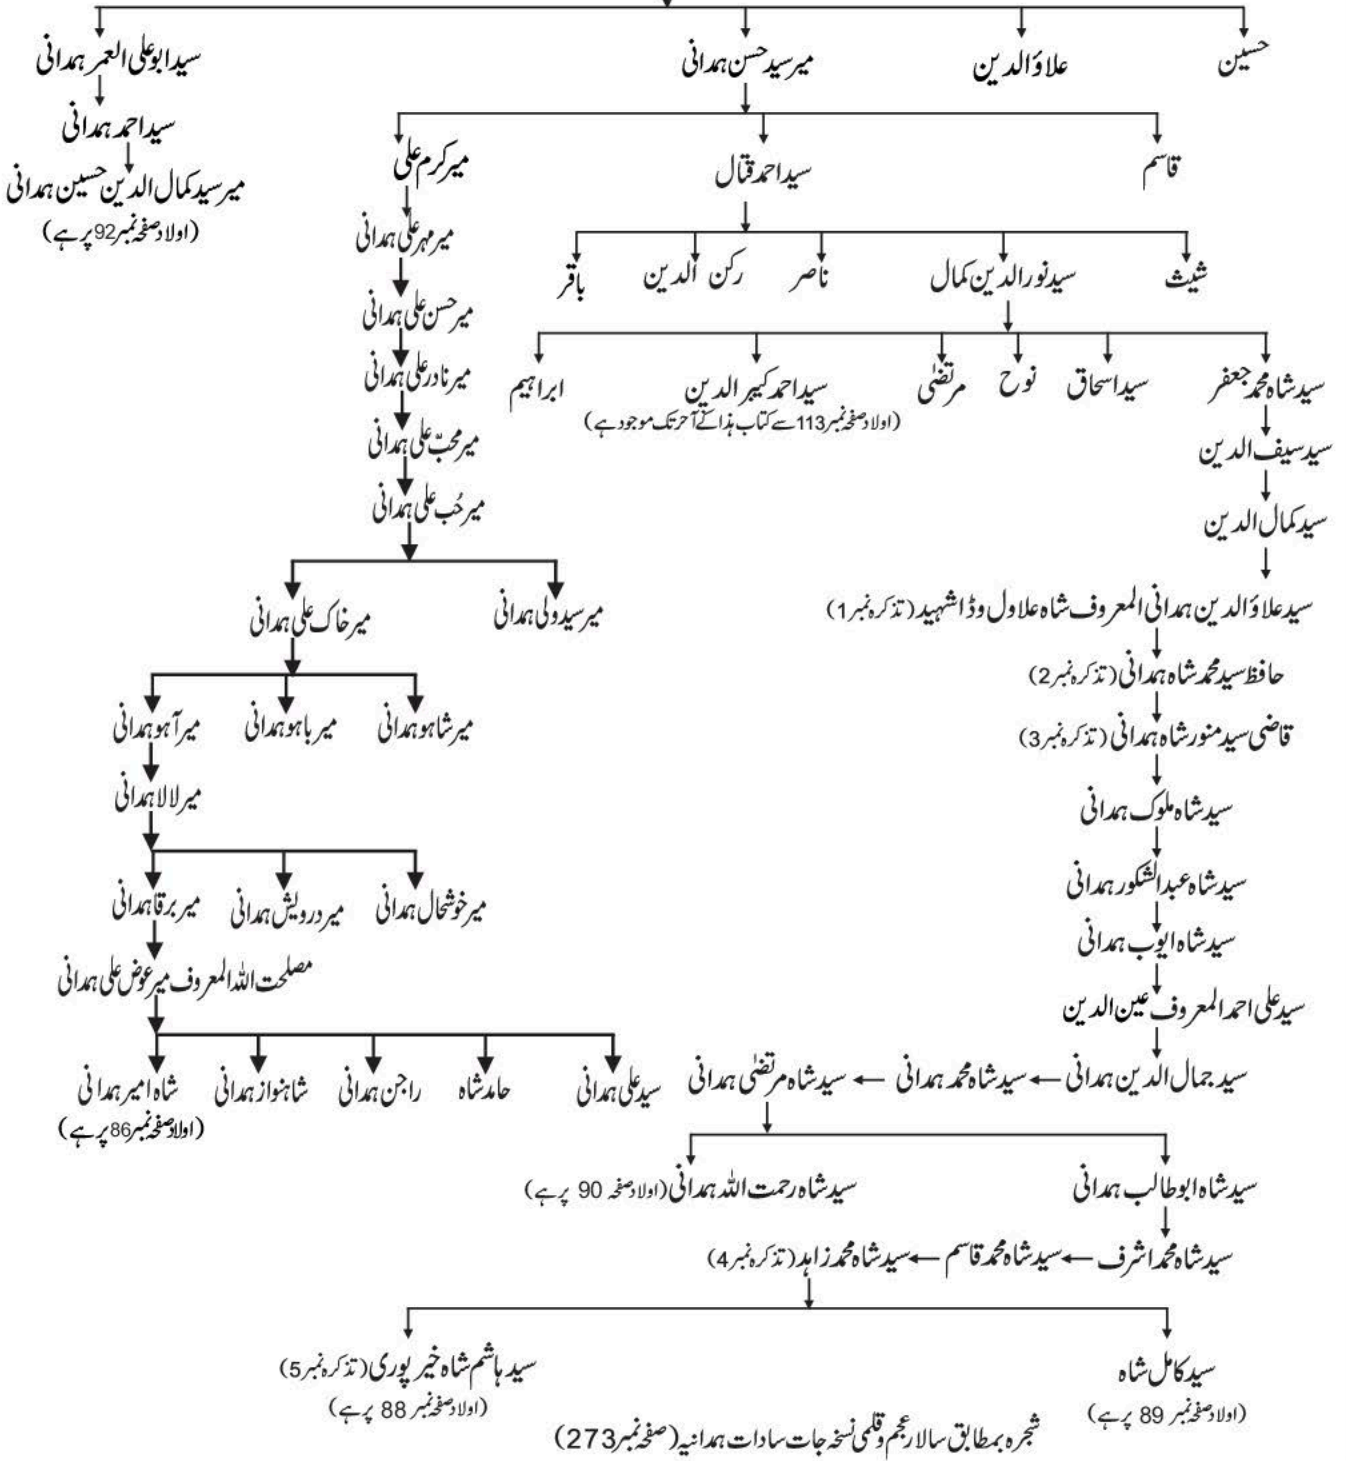 حسین علاؤالدین میر سید حسن ہمدانی سید ابو علی العمر ہمدانی
سید احمد ہمدانی
قاسم سید احمد قتال میر کرم علی میر سید کمال الدین حسین ہمدانی
(اولاد صفحہ نمبر 92 پر ہے)
میر مہر علی ہمدانی
شیث سید نورالدین کمال ناصر رکن الدین باقر
میر حسن علی ہمدانی
میر نادر علی ہمدانی
سید شاہ محمد جعفر سید اسحاق نوح مرتضٰی سید احمد کبیر الدین ابراہیم
(اولاد صفحہ نمبر 113 سے کتاب ہذا کے آخر تک موجود ہے)
میر محبّ علی ہمدانی
سید سیف الدین
میر حُب علی ہمدانی
سید کمال الدین
سید علاؤ الدین ہمدانی المعروف شاہ علاول وڈا شہید (تذکرہ نمبر 1)
میر سید ولی ہمدانی میر خاک علی ہمدانی
حافظ سید محمد شاہ ہمدانی (تذکرہ نمبر 2)
قاضی سید منور شاہ ہمدانی (تذکرہ نمبر 3)
میر شاہو ہمدانی میر باہو ہمدانی میر آہو ہمدانی
میر لالا ہمدانی
سید شاہ ملوک ہمدانی
سید شاہ عبدالشکور ہمدانی
میر خوشحال ہمدانی میر درویش ہمدانی میر برقا ہمدانی
سید شاہ ایوب ہمدانی
مصلحت اللہ المعروف میر عوض علی ہمدانی
سید علی احمد المعروف عین الدین
سید جمال الدین ہمدانی ← سید شاہ محمد ہمدانی ← سید شاہ مرتضٰی ہمدانی
سید علی ہمدانی حامد شاہ راجن ہمدانی شاہنواز ہمدانی شاہ امیر ہمدانی
(اولاد صفحہ نمبر 86 پر ہے)
سید شاہ ابو طالب ہمدانی سید شاہ رحمت اللہ ہمدانی (اولاد صفحہ 90 پر ہے)
سید شاہ محمد اشرف ← سید شاہ محمد قاسم ← سید شاہ محمد زاہد (تذکرہ نمبر 4)
سید کامل شاہ سید ہاشم شاہ خیر پوری (تذکرہ نمبر 5)
(اولاد صفحہ نمبر 89 پر ہے) (اولاد صفحہ نمبر 88 پر ہے)
شجرہ بمطابق سالار عجم و قلمی نسخہ جات سادات ہمدانیہ (صفحہ نمبر 273)